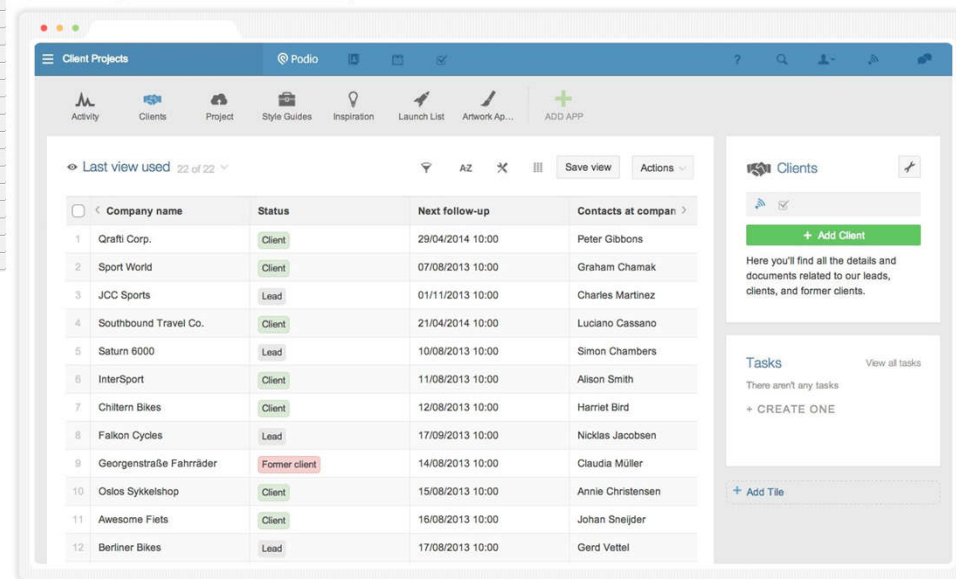 Client Projects
Podio
?
Activity
Clients
Project
Style Guides
Inspiration
Launch List
Artwork Ap...
ADD APP
Last view used 22 of 22
A-Z
Save view
Actions
Company name Status Next follow-up Contacts at compan
1 Qrafti Corp. Client 29/04/2014 10:00 Peter Gibbons
2 Sport World Client 07/08/2013 10:00 Graham Chamak
3 JCC Sports Lead 01/11/2013 10:00 Charles Martinez
4 Southbound Travel Co. Client 21/04/2014 10:00 Luciano Cassano
5 Saturn 6000 Lead 10/08/2013 10:00 Simon Chambers
6 InterSport Client 11/08/2013 10:00 Alison Smith
7 Chiltern Bikes Client 12/08/2013 10:00 Harriet Bird
8 Falkon Cycles Lead 17/09/2013 10:00 Nicklas Jacobsen
9 Georgenstraße Fahrräder Former client 14/08/2013 10:00 Claudia Müller
10 Oslos Sykkelshop Client 15/08/2013 10:00 Annie Christensen
11 Awesome Fiets Client 16/08/2013 10:00 Johan Sneijder
12 Berliner Bikes Lead 17/08/2013 10:00 Gerd Vettel
Clients
+ Add Client
Here you'll find all the details and
documents related to our leads,
clients, and former clients.
Tasks View all tasks
There aren't any tasks
+ CREATE ONE
+ Add Tile